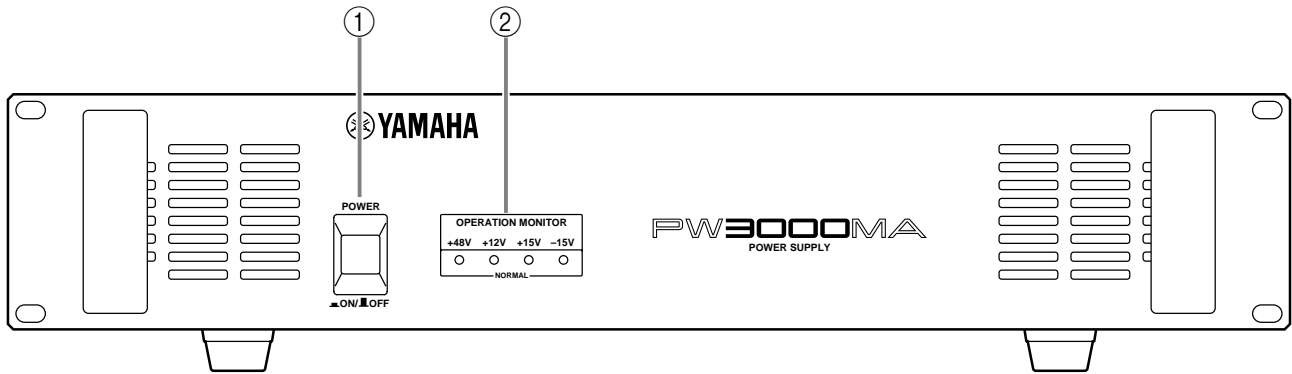 ① ②
YAMAHA
POWER
ON/ OFF
OPERATION MONITOR
+48V +12V +15V –15V
NORMAL
PW3000MA
POWER SUPPLY